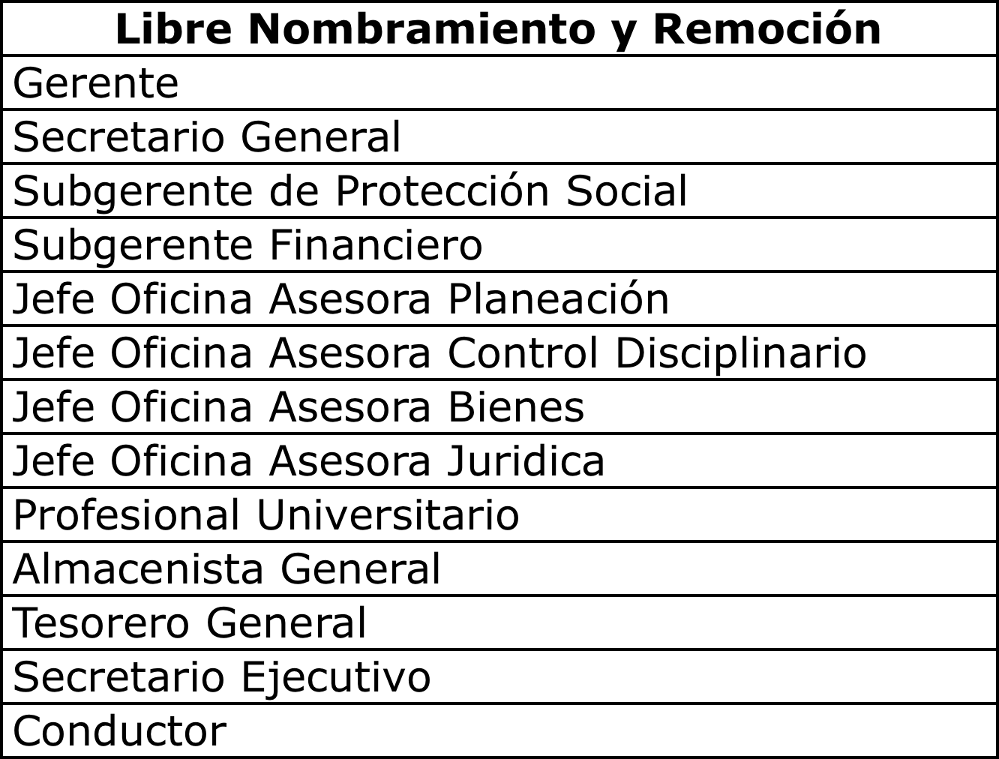 Libre Nombramiento y Remoción
Gerente
Secretario General
Subgerente de Protección Social
Subgerente Financiero
Jefe Oficina Asesora Planeación
Jefe Oficina Asesora Control Disciplinario
Jefe Oficina Asesora Bienes
Jefe Oficina Asesora Juridica
Profesional Universitario
Almacenista General
Tesorero General
Secretario Ejecutivo
Conductor